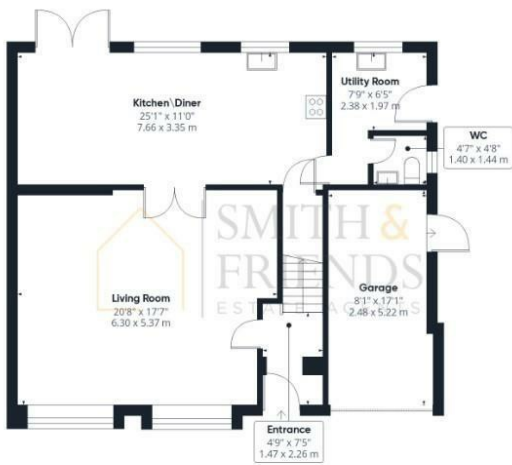 Kitchen\Diner
25'1" x 11'0"
7.66 x 3.35 m
Utility Room
7'9" x 6'5"
2.38 x 1.97 m
WC
4'7" x 4'8"
1.40 x 1.44 m
SMITH &
FRIENDS
ESTATE AGENTS
Living Room
20'8" x 17'7"
6.30 x 5.37 m
Garage
8'1" x 17'1"
2.48 x 5.22 m
Entrance
4'9" x 7'5"
1.47 x 2.26 m